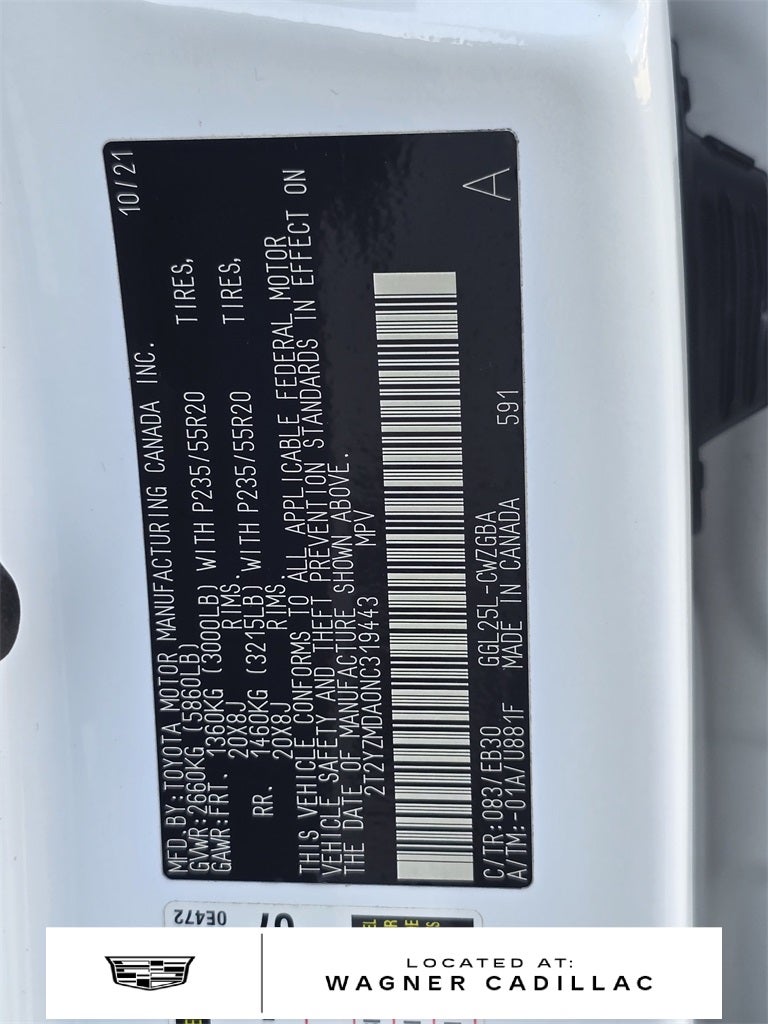 MFD.BY:TOYOTA MOTOR MANUFACTURING CANADA INC. 10/21
GVWR:2660KG (5860LB)
GAWR:FRT. 1360KG (3000LB) WITH P235/55R20 TIRES,
20X8J RIMS.
RR. 1460KG (3215LB) WITH P235/55R20 TIRES,
20X8J RIMS.
THIS VEHICLE CONFORMS TO ALL APPLICABLE FEDERAL MOTOR
VEHICLE SAFETY AND THEFT PREVENTION STANDARDS IN EFFECT ON
THE DATE OF MANUFACTURE SHOWN ABOVE.
2T2YZMDA0NC319443 MPV
C/TR:083/EB30 GGL25L-CWZGBA A
A/TM:-01A/U881F MADE IN CANADA 591
0E472
LOCATED AT:
WAGNER CADILLAC